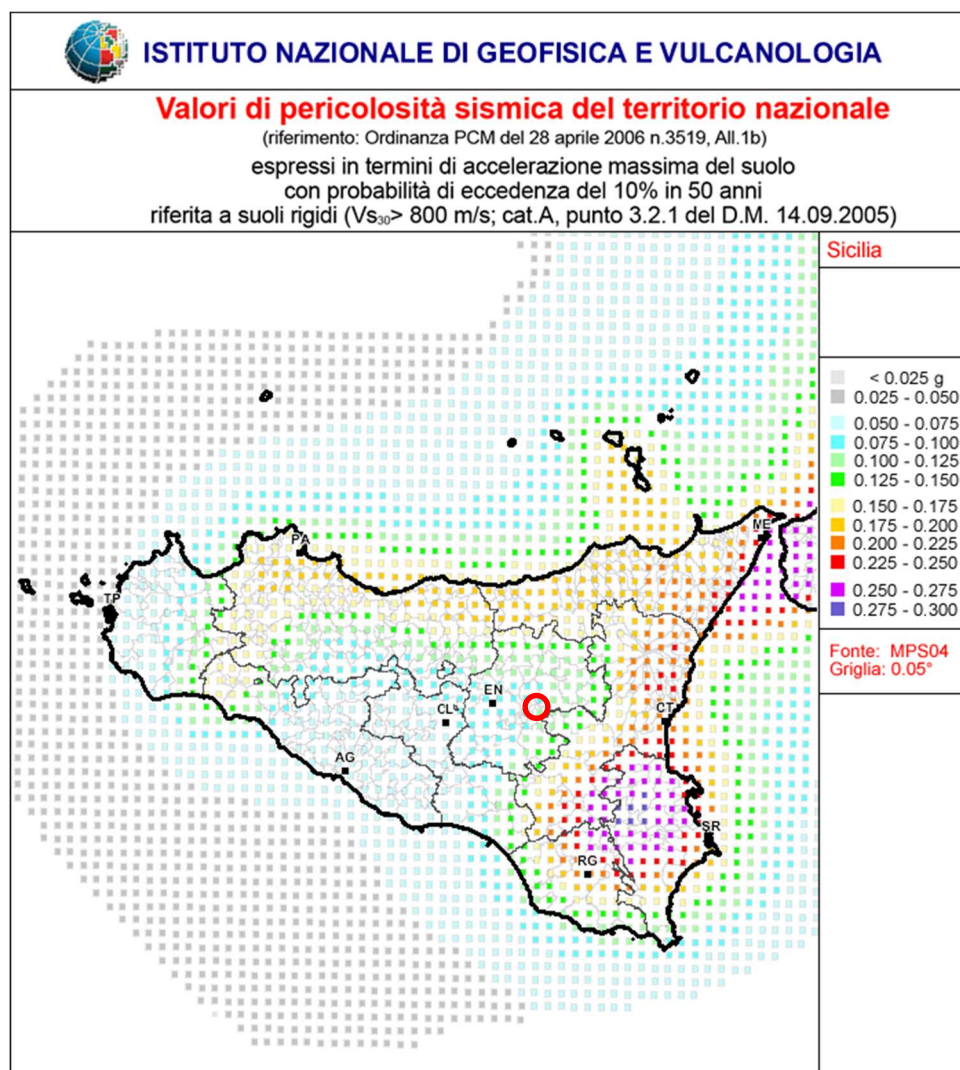 ISTITUTO NAZIONALE DI GEOFISICA E VULCANOLOGIA
Valori di pericolosità sismica del territorio nazionale
(riferimento: Ordinanza PCM del 28 aprile 2006 n.3519, All.1b)
espressi in termini di accelerazione massima del suolo
con probabilità di eccedenza del 10% in 50 anni
riferita a suoli rigidi (Vs₃₀> 800 m/s; cat.A, punto 3.2.1 del D.M. 14.09.2005)
Sicilia
< 0.025 g
0.025 - 0.050
0.050 - 0.075
0.075 - 0.100
0.100 - 0.125
0.125 - 0.150
0.150 - 0.175
0.175 - 0.200
0.200 - 0.225
0.225 - 0.250
0.250 - 0.275
0.275 - 0.300
Fonte: MPS04
Griglia: 0.05°
ME
PA
TP
EN
CL
CT
AG
SR
RG